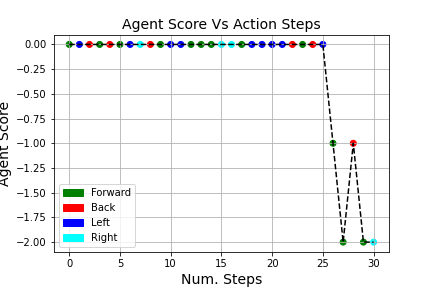 Agent Score Vs Action Steps
Agent Score
0.00
−0.25
−0.50
−0.75
−1.00
−1.25
−1.50
−1.75
−2.00
Forward
Back
Left
Right
0 5 10 15 20 25 30
Num. Steps